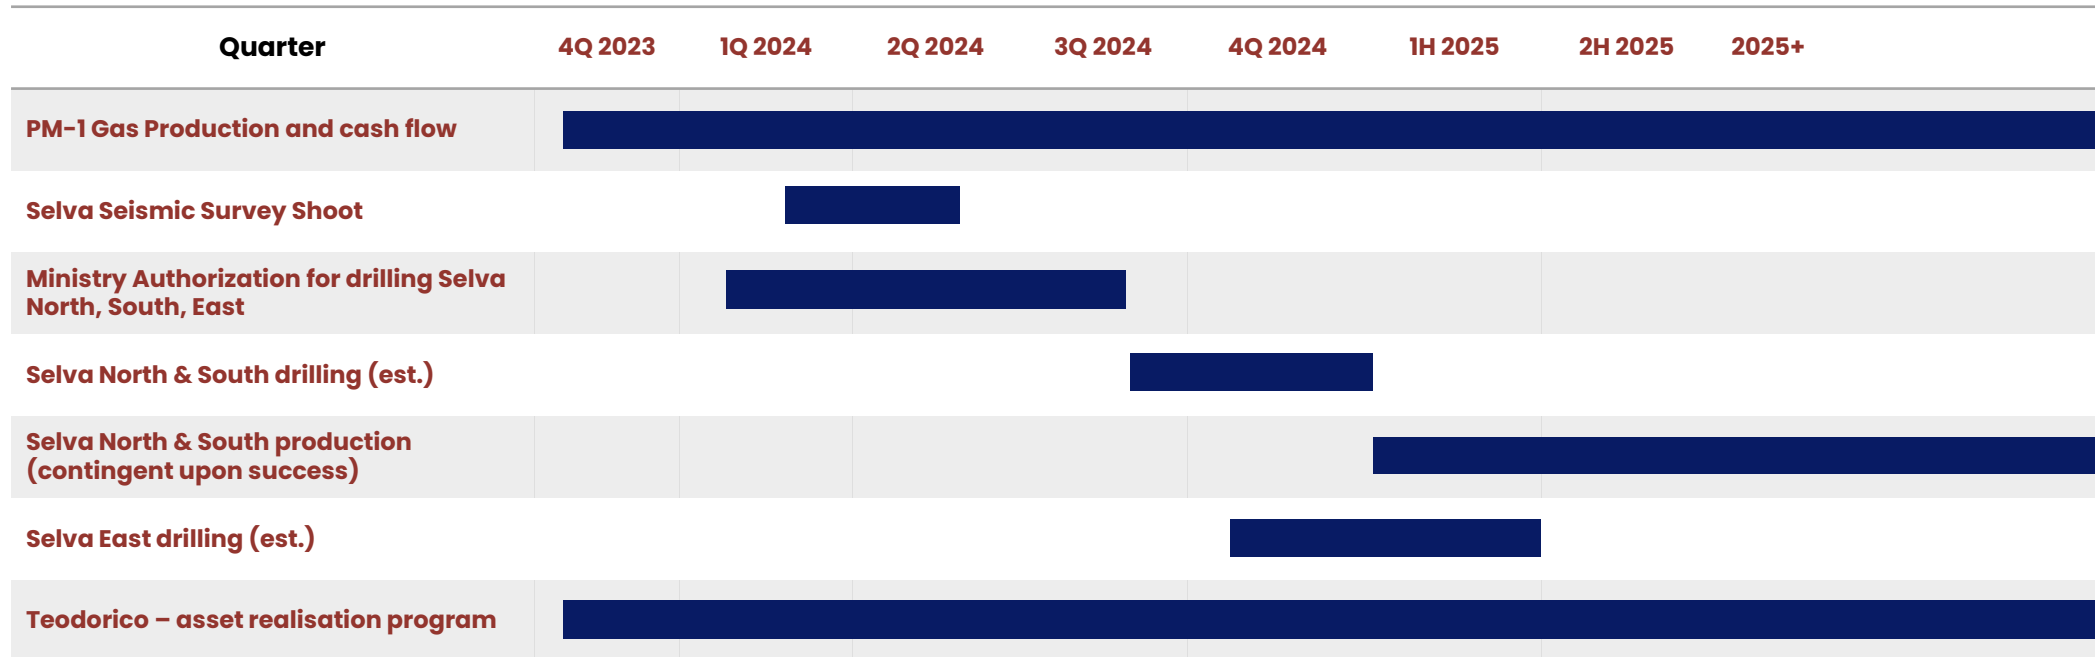 Quarter 4Q 2023 1Q 2024 2Q 2024 3Q 2024 4Q 2024 1H 2025 2H 2025 2025+
PM-1 Gas Production and cash flow
Selva Seismic Survey Shoot
Ministry Authorization for drilling Selva
North, South, East
Selva North & South drilling (est.)
Selva North & South production
(contingent upon success)
Selva East drilling (est.)
Teodorico – asset realisation program